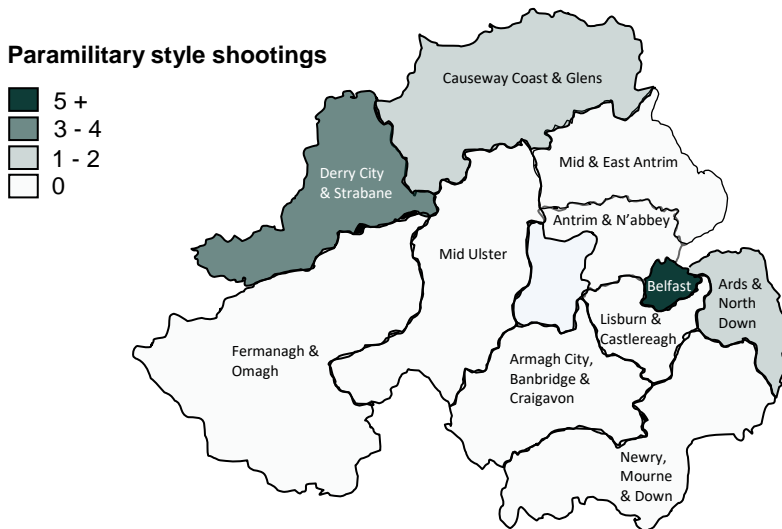 Paramilitary style shootings
5 +
3 - 4
1 - 2
0
Causeway Coast & Glens
Mid & East Antrim
Derry City
& Strabane
Antrim & N'abbey
Mid Ulster
Belfast
Ards &
North
Down
Lisburn &
Castlereagh
Fermanagh &
Omagh
Armagh City,
Banbridge &
Craigavon
Newry,
Mourne
& Down